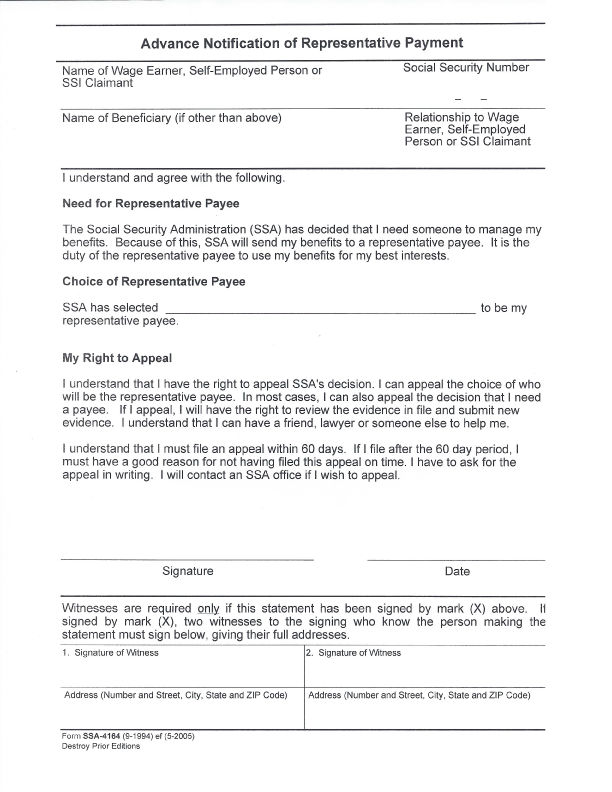 Advance Notification of Representative Payment
Name of Wage Earner, Self-Employed Person or
SSI Claimant
Social Security Number
– –
Name of Beneficiary (if other than above)
Relationship to Wage
Earner, Self-Employed
Person or SSI Claimant
I understand and agree with the following.
Need for Representative Payee
The Social Security Administration (SSA) has decided that I need someone to manage my
benefits. Because of this, SSA will send my benefits to a representative payee. It is the
duty of the representative payee to use my benefits for my best interests.
Choice of Representative Payee
SSA has selected ______________________________ to be my
representative payee.
My Right to Appeal
I understand that I have the right to appeal SSA's decision. I can appeal the choice of who
will be the representative payee. In most cases, I can also appeal the decision that I need
a payee. If I appeal, I will have the right to review the evidence in file and submit new
evidence. I understand that I can have a friend, lawyer or someone else to help me.
I understand that I must file an appeal within 60 days. If I file after the 60 day period, I
must have a good reason for not having filed this appeal on time. I have to ask for the
appeal in writing. I will contact an SSA office if I wish to appeal.
Signature
Date
Witnesses are required only if this statement has been signed by mark (X) above. If
signed by mark (X), two witnesses to the signing who know the person making the
statement must sign below, giving their full addresses.
1. Signature of Witness
2. Signature of Witness
Address (Number and Street, City, State and ZIP Code)
Address (Number and Street, City, State and ZIP Code)
Form SSA-4164 (9-1994) ef (5-2005)
Destroy Prior Editions